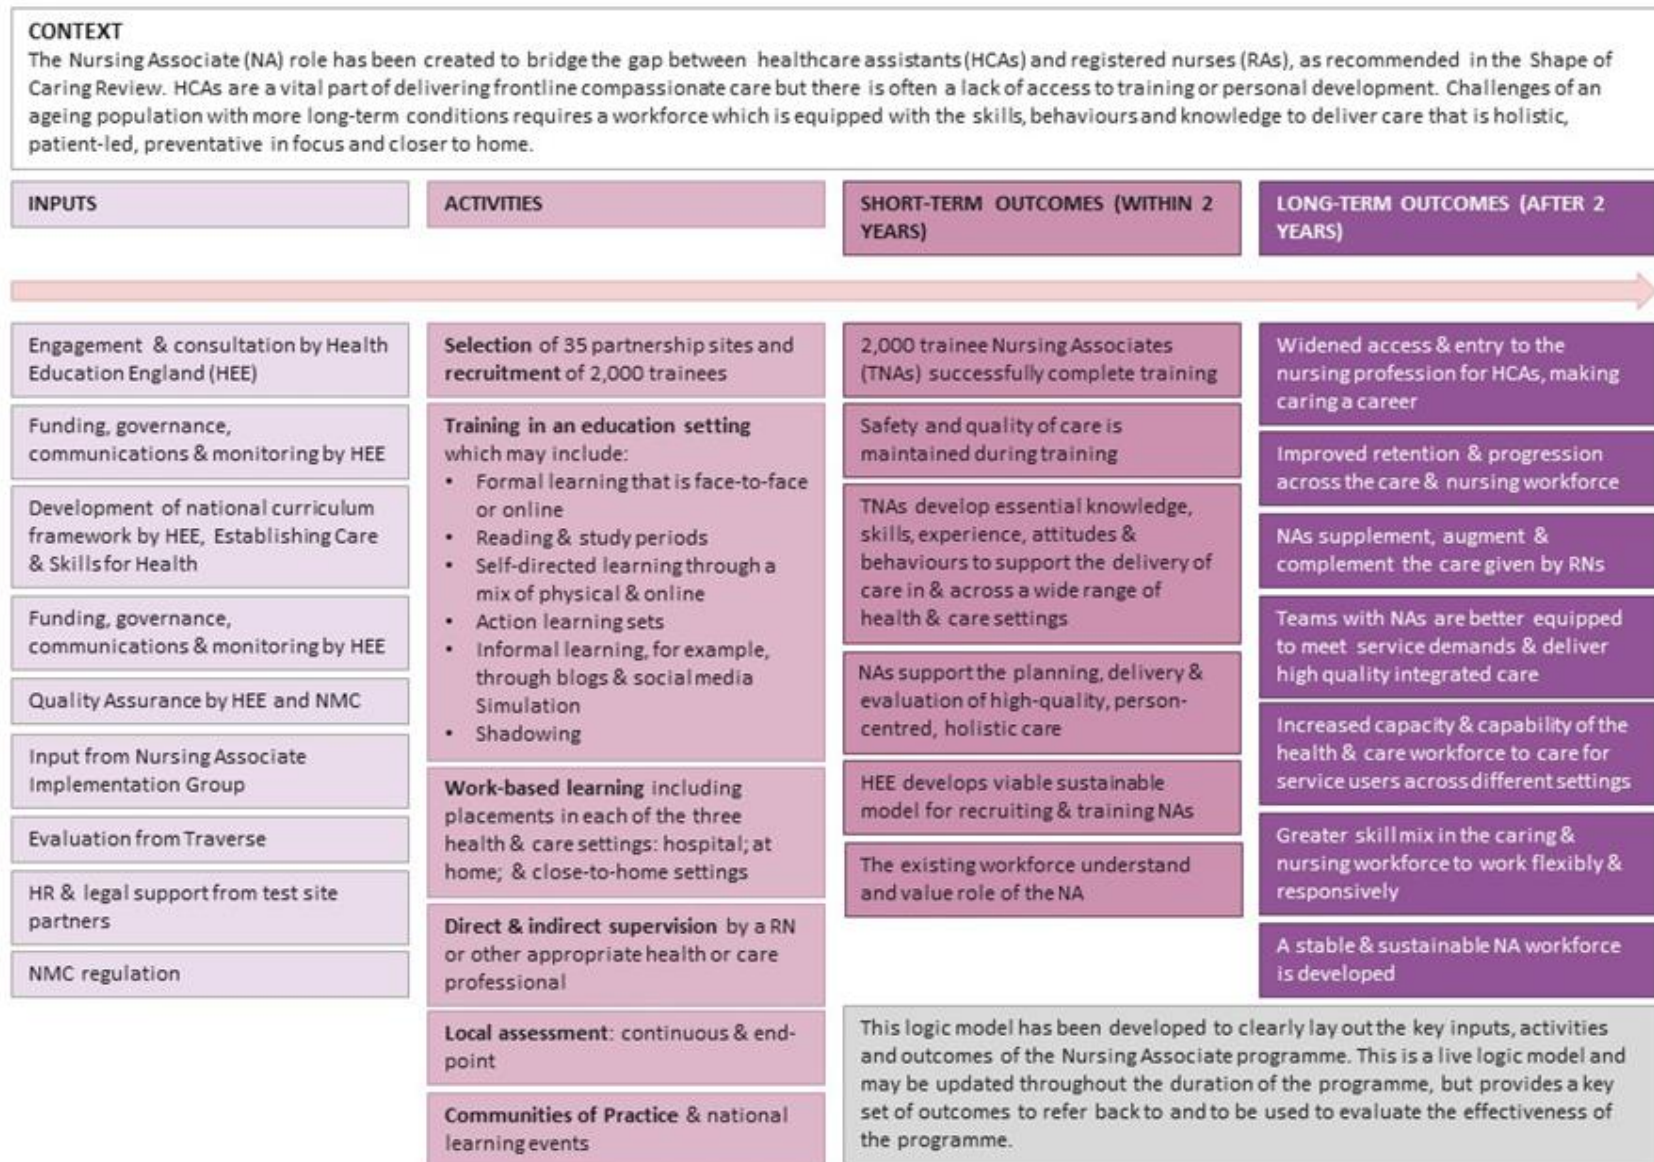 CONTEXT
The Nursing Associate (NA) role has been created to bridge the gap between healthcare assistants (HCAs) and registered nurses (RAs), as recommended in the Shape of
Caring Review. HCAs are a vital part of delivering frontline compassionate care but there is often a lack of access to training or personal development. Challenges of an
ageing population with more long-term conditions requires a workforce which is equipped with the skills, behaviours and knowledge to deliver care that is holistic,
patient-led, preventative in focus and closer to home.
INPUTS
Engagement & consultation by Health
Education England (HEE)
Funding, governance,
communications & monitoring by HEE
Development of national curriculum
framework by HEE, Establishing Care
& Skills for Health
Funding, governance,
communications & monitoring by HEE
Quality Assurance by HEE and NMC
Input from Nursing Associate
Implementation Group
Evaluation from Traverse
HR & legal support from test site
partners
NMC regulation
ACTIVITIES
Selection of 35 partnership sites and
recruitment of 2,000 trainees
Training in an education setting
which may include:
• Formal learning that is face-to-face
or online
• Reading & study periods
• Self-directed learning through a
mix of physical & online
• Action learning sets
• Informal learning, for example,
through blogs & social media
Simulation
• Shadowing
Work-based learning including
placements in each of the three
health & care settings: hospital; at
home; & close-to-home settings
Direct & indirect supervision by a RN
or other appropriate health or care
professional
Local assessment: continuous & end-
point
Communities of Practice & national
learning events
SHORT-TERM OUTCOMES (WITHIN 2
YEARS)
2,000 trainee Nursing Associates
(TNAs) successfully complete training
Safety and quality of care is
maintained during training
TNAs develop essential knowledge,
skills, experience, attitudes &
behaviours to support the delivery of
care in & across a wide range of
health & care settings
NAs support the planning, delivery &
evaluation of high-quality, person-
centred, holistic care
HEE develops viable sustainable
model for recruiting & training NAs
The existing workforce understand
and value role of the NA
LONG-TERM OUTCOMES (AFTER 2
YEARS)
Widened access & entry to the
nursing profession for HCAs, making
caring a career
Improved retention & progression
across the care & nursing workforce
NAs supplement, augment &
complement the care given by RNs
Teams with NAs are better equipped
to meet service demands & deliver
high quality integrated care
Increased capacity & capability of the
health & care workforce to care for
service users across different settings
Greater skill mix in the caring &
nursing workforce to work flexibly &
responsively
A stable & sustainable NA workforce
is developed
This logic model has been developed to clearly lay out the key inputs, activities
and outcomes of the Nursing Associate programme. This is a live logic model and
may be updated throughout the duration of the programme, but provides a key
set of outcomes to refer back to and to be used to evaluate the effectiveness of
the programme.